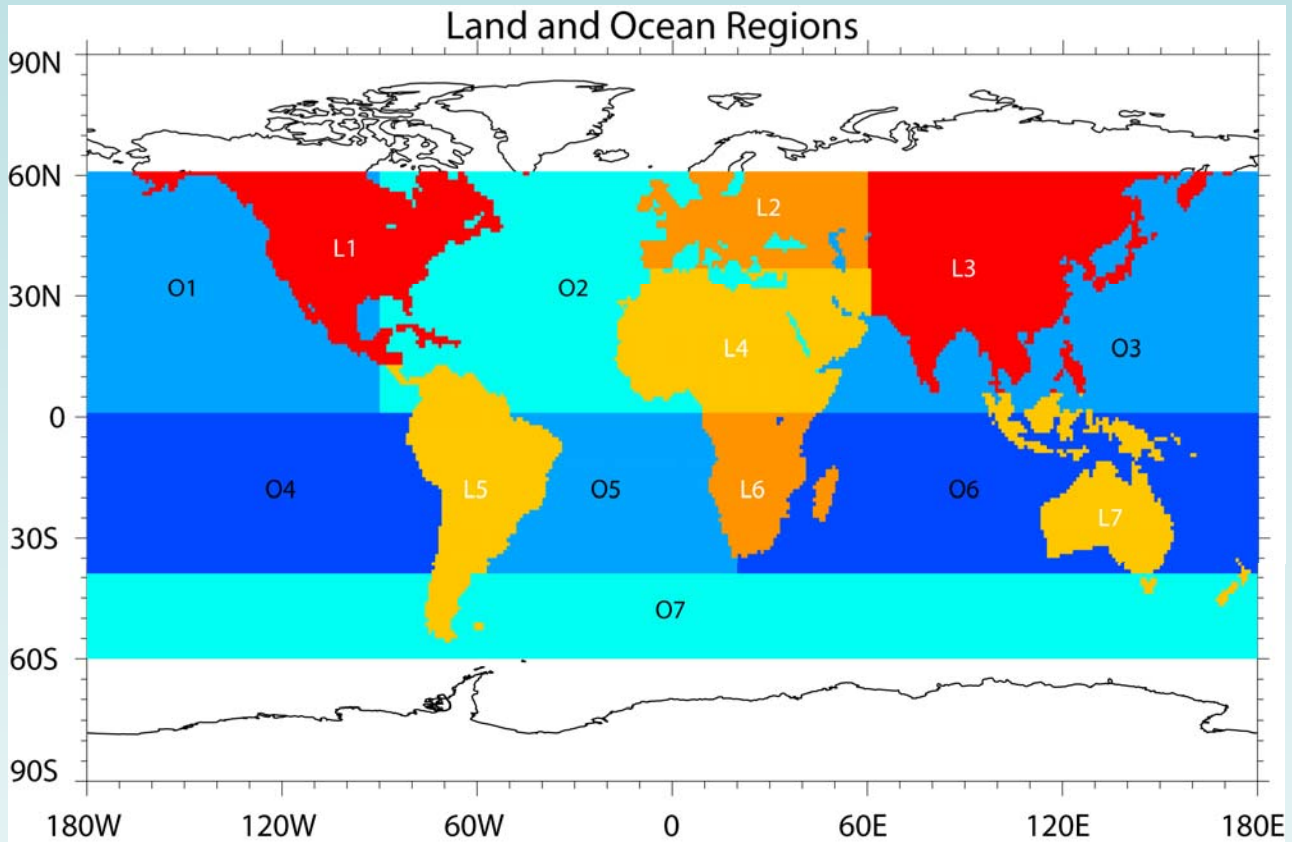 Land and Ocean Regions
90N
60N
L2
L1
L3
O1
O2
30N
L4
O3
0
O4
L5
O5
L6
O6
L7
30S
O7
60S
90S
180W
120W
60W
0
60E
120E
180E